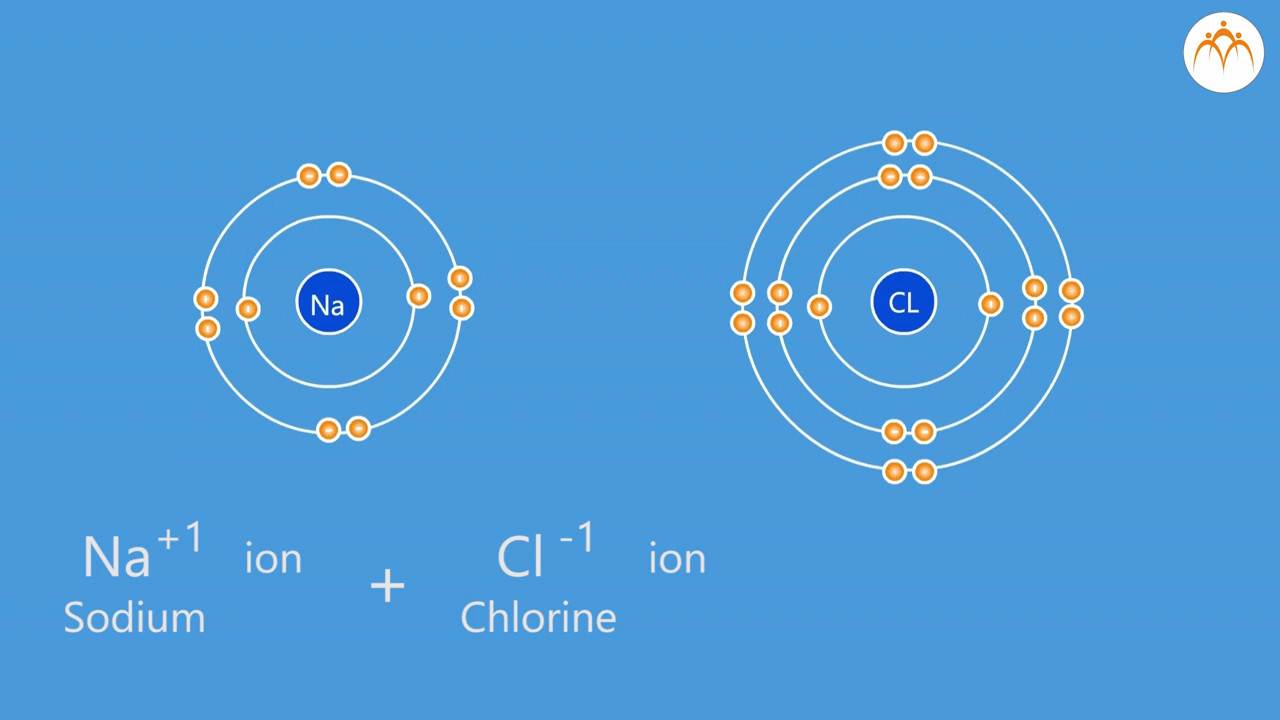 Na
CL
Na⁺¹ ion + Cl⁻¹ ion
Sodium Chlorine